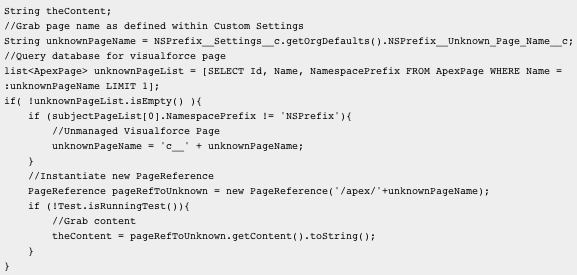 String theContent;
//Grab page name as defined within Custom Settings
String unknownPageName = NSPrefix__Settings__c.getOrgDefaults().NSPrefix__Unknown_Page_Name__c;
//Query database for visualforce page
list<ApexPage> unknownPageList = [SELECT Id, Name, NamespacePrefix FROM ApexPage WHERE Name =
:unknownPageName LIMIT 1];
if( !unknownPageList.isEmpty() ){
    if (subjectPageList[0].NamespacePrefix != 'NSPrefix'){
        //Unmanaged Visualforce Page
        unknownPageName = 'c__' + unknownPageName;
    }
    //Instantiate new PageReference
    PageReference pageRefToUnknown = new PageReference('/apex/'+unknownPageName);
    if (!Test.isRunningTest()){
        //Grab content
        theContent = pageRefToUnknown.getContent().toString();
    }
}